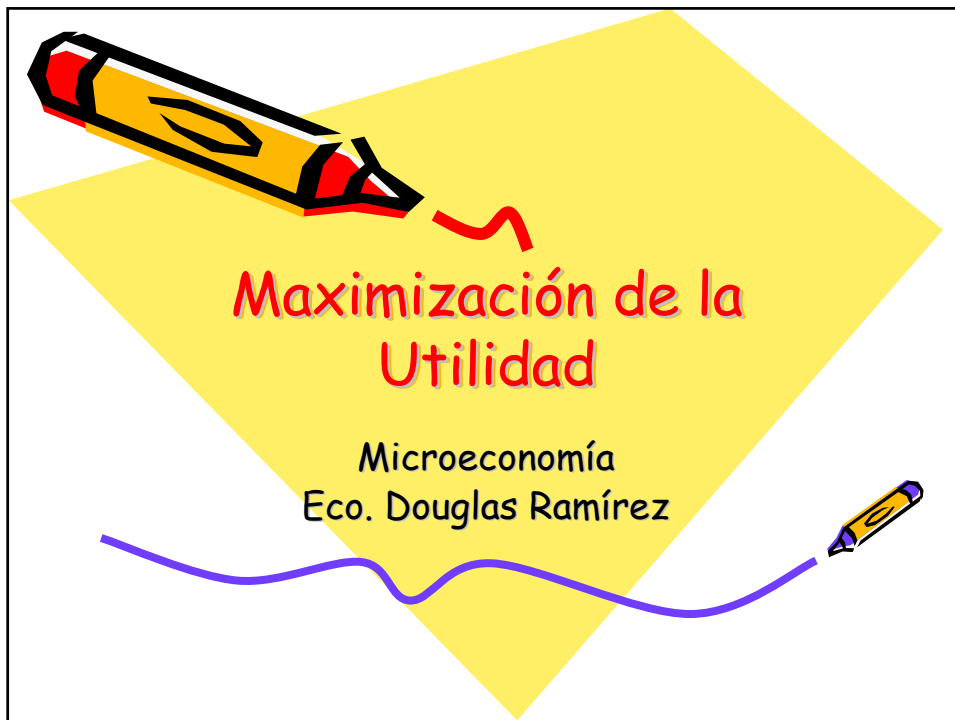 Maximización de la
Utilidad
Microeconomía
Eco. Douglas Ramírez